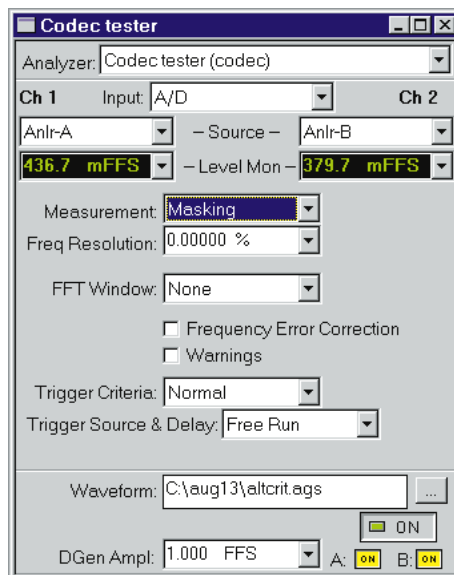 Codec tester
Analyzer: Codec tester (codec)
Ch 1 Input: A/D Ch 2
Anlr-A – Source – Anlr-B
436.7 mFFS – Level Mon – 379.7 mFFS
Measurement: Masking
Freq Resolution: 0.00000 %
FFT Window: None
Frequency Error Correction
Warnings
Trigger Criteria: Normal
Trigger Source & Delay: Free Run
Waveform: C:\aug13\altcrit.ags ...
ON
DGen Ampl: 1.000 FFS A: ON B: ON